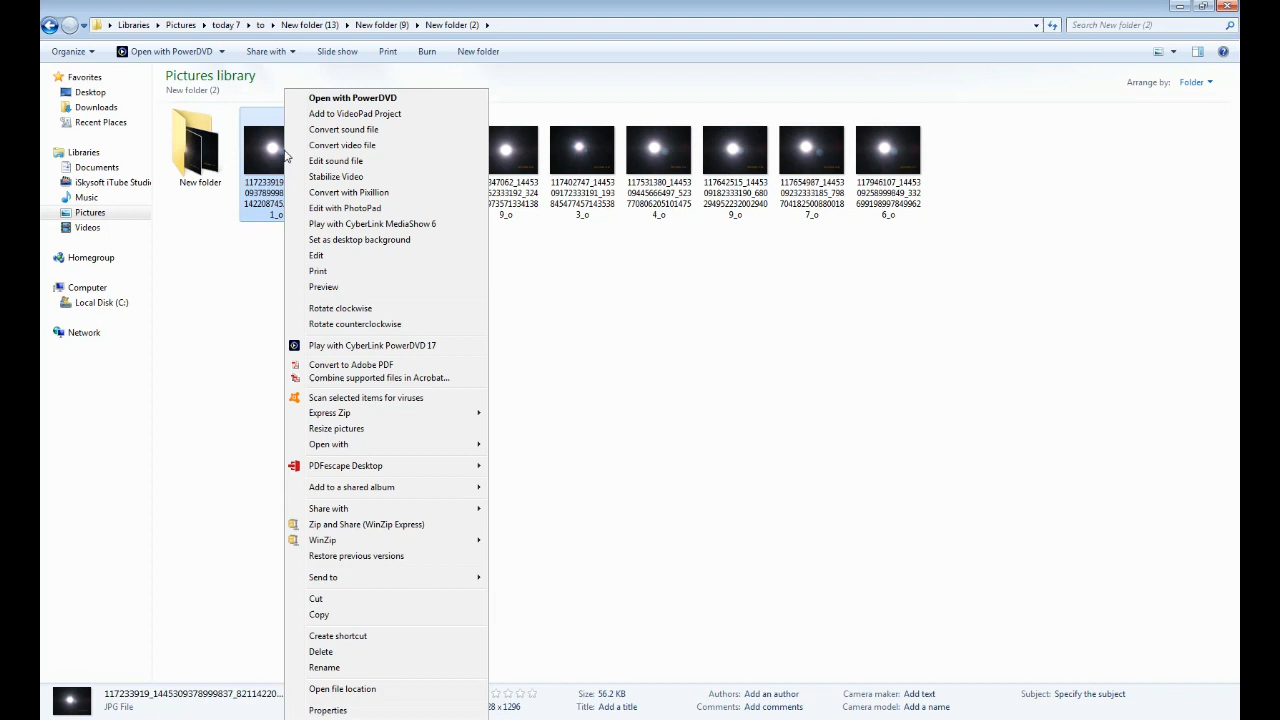 Libraries Pictures today 7 to New folder (13) New folder (9) New folder (2) Search New folder (2)
Organize Open with PowerDVD Share with Slide show Print Burn New folder
Favorites
Desktop
Downloads
Recent Places
Libraries
Documents
iSkysoft iTube Studi
Music
Pictures
Videos
Homegroup
Computer
Local Disk (C:)
Network
Pictures library
New folder (2)
Arrange by: Folder
New folder
117233919
0937899983
142208745
1_o
Open with PowerDVD
Add to VideoPad Project
Convert sound file
Convert video file
Edit sound file
Stabilize Video
Convert with Pixillion
Edit with PhotoPad
Play with CyberLink MediaShow 6
Set as desktop background
Edit
Print
Preview
Rotate clockwise
Rotate counterclockwise
Play with CyberLink PowerDVD 17
Convert to Adobe PDF
Combine supported files in Acrobat...
Scan selected items for viruses
Express Zip
Resize pictures
Open with
PDFescape Desktop
Add to a shared album
Share with
Zip and Share (WinZip Express)
WinZip
Restore previous versions
Send to
Cut
Copy
Create shortcut
Delete
Rename
Open file location
Properties
347062_14453
9_o
117402747_14453
09172333191_193
845477457143538
3_o
117531380_14453
09445666497_523
770806205101475
4_o
117642515_14453
09182333190_680
294952232002940
9_o
117654987_14453
09232333185_798
704182500880018
7_o
117946107_14453
09258999849_332
699198997849962
6_o
117233919_1445309378999837_82114220...
JPG File
Size: 56.2 KB
28 x 1296
Title: Add a title
Authors: Add an author
Comments: Add comments
Camera maker: Add text
Camera model: Add a name
Subject: Specify the subject